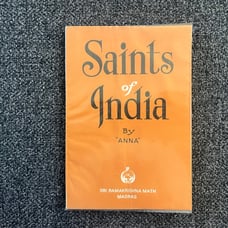 Saints
of
India
By
"ANNA"
SRI RAMAKRISHNA MATH
MADRAS